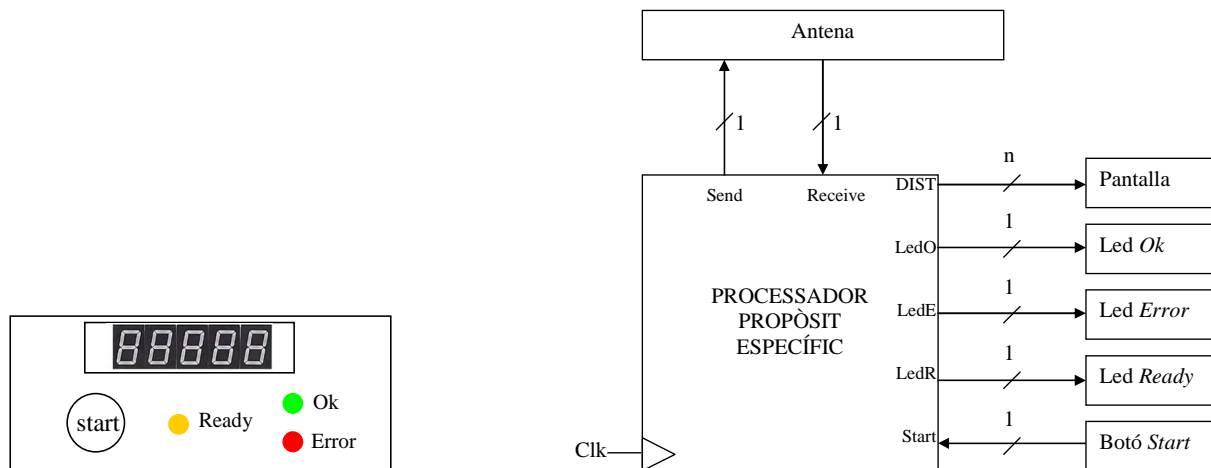 Antena
1
1
n
Send
Receive
DIST
Pantalla
1
LedO
Led Ok
PROCESSADOR
PROPÒSIT
ESPECÍFIC
1
LedE
Led Error
1
LedR
Led Ready
1
Start
Botó Start
Clk
88888
start
Ready
Ok
Error